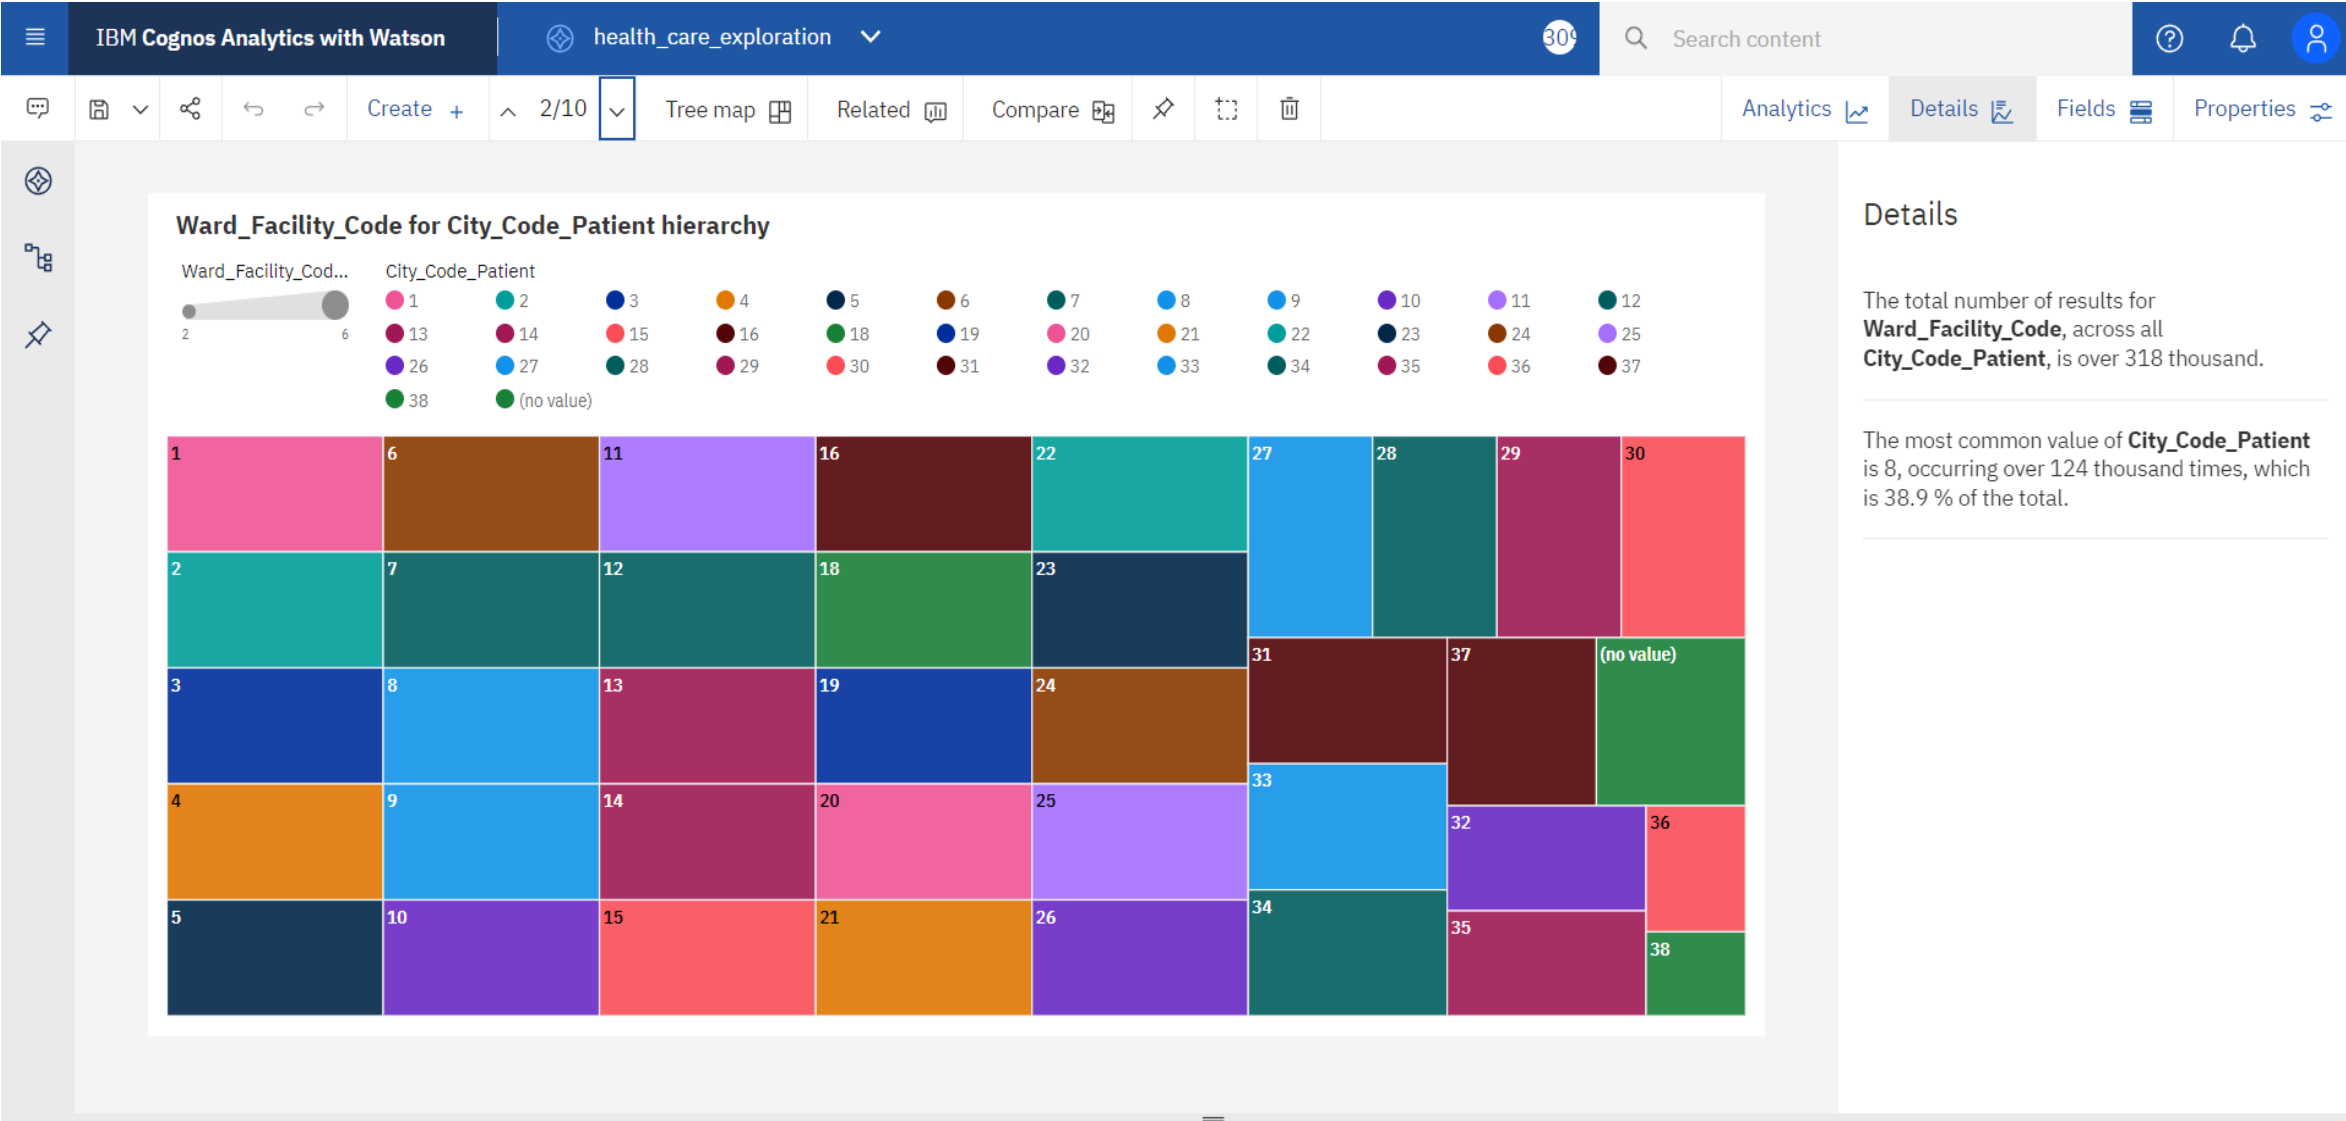 IBM Cognos Analytics with Watson
health_care_exploration
30
Search content
Create +
2/10
Tree map
Related
Compare
Analytics
Details
Fields
Properties
Ward_Facility_Code for City_Code_Patient hierarchy
Ward_Facility_Cod...
2 6
City_Code_Patient
1 2 3 4 5 6 7 8 9 10 11 12
13 14 15 16 18 19 20 21 22 23 24 25
26 27 28 29 30 31 32 33 34 35 36 37
38 (no value)
1 6 11 16 22 27 28 29 30
2 7 12 18 23
31 37 (no value)
3 8 13 19 24
33
4 9 14 20 25
32 36
34
5 10 15 21 26
35
38
Details
The total number of results for
Ward_Facility_Code, across all
City_Code_Patient, is over 318 thousand.
The most common value of City_Code_Patient
is 8, occurring over 124 thousand times, which
is 38.9 % of the total.